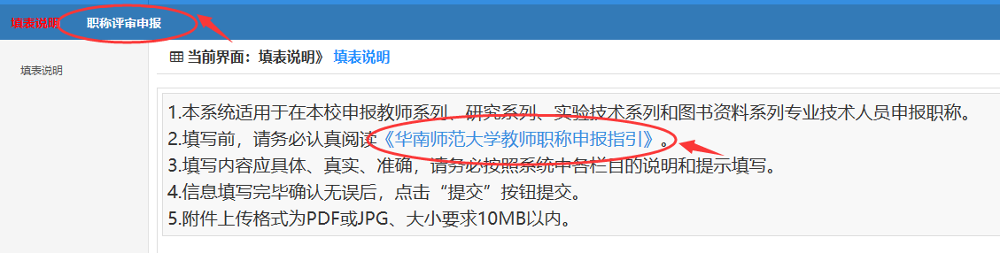 填表说明 职称评审申报
填表说明
当前界面：填表说明》 填表说明
1.本系统适用于在本校申报教师系列、研究系列、实验技术系列和图书资料系列专业技术人员申报职称。
2.填写前，请务必认真阅读《华南师范大学教师职称申报指引》。
3.填写内容应具体、真实、准确，请务必按照系统中各栏目的说明和提示填写。
4.信息填写完毕确认无误后，点击“提交”按钮提交。
5.附件上传格式为PDF或JPG、大小要求10MB以内。